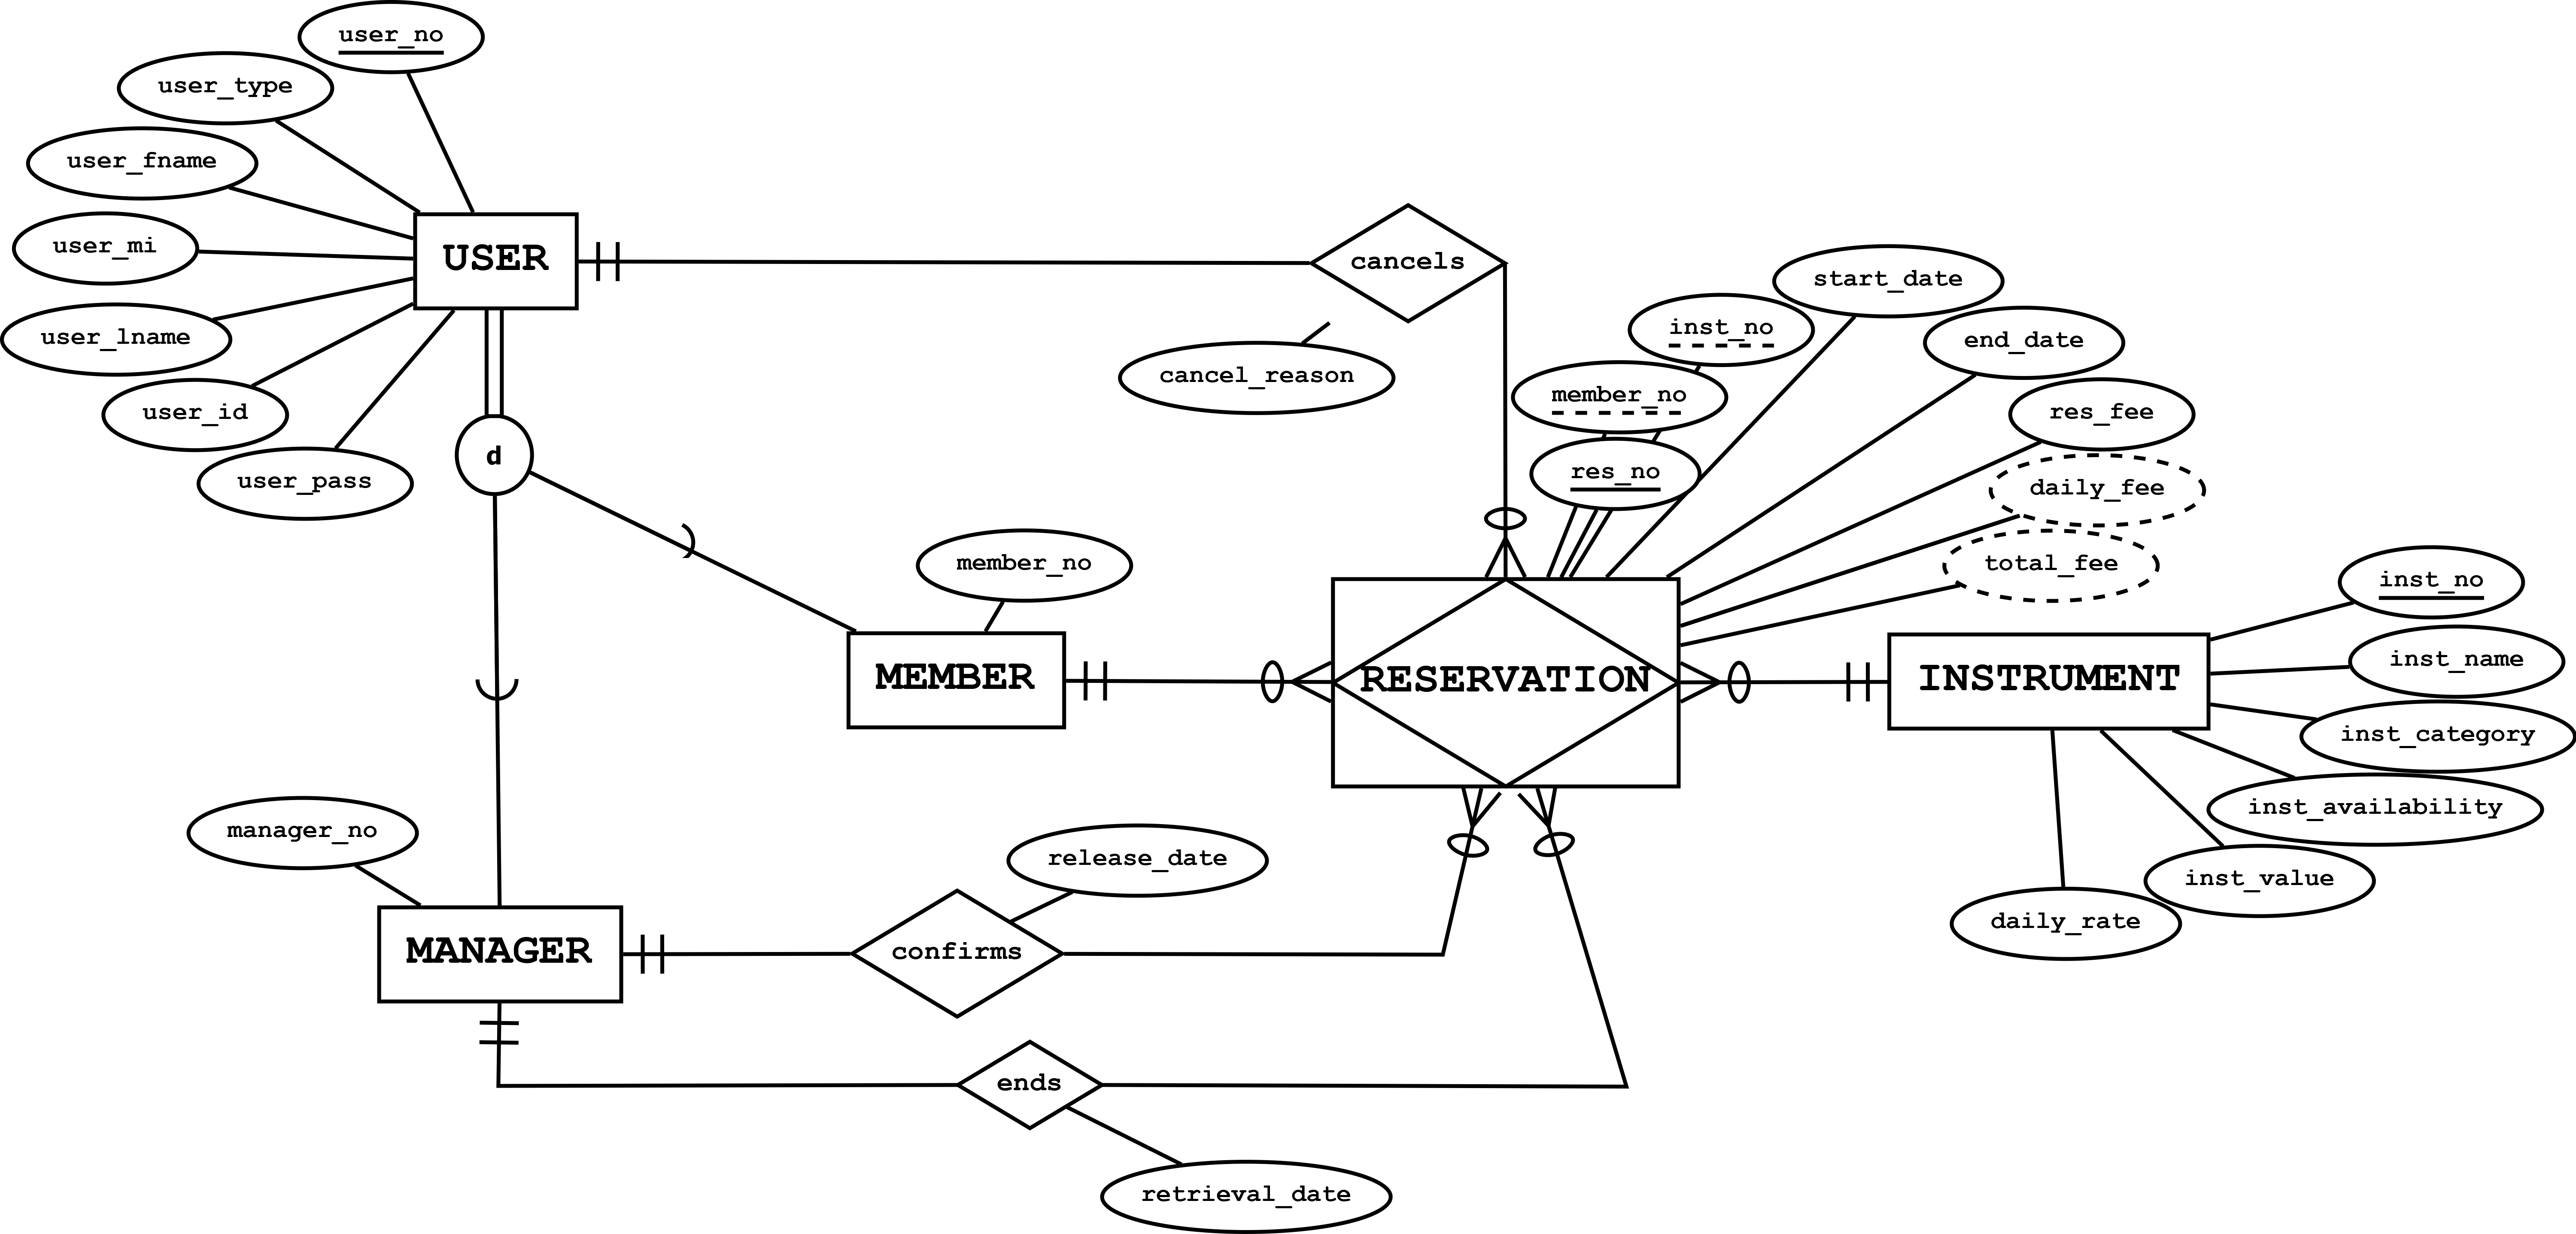 user_no
user_type
user_fname
user_mi
user_lname
user_id
user_pass
USER
d
cancels
cancel_reason
start_date
inst_no
end_date
member_no
res_fee
res_no
daily_fee
total_fee
member_no
MEMBER
RESERVATION
INSTRUMENT
inst_no
inst_name
inst_category
inst_availability
inst_value
daily_rate
manager_no
MANAGER
release_date
confirms
ends
retrieval_date